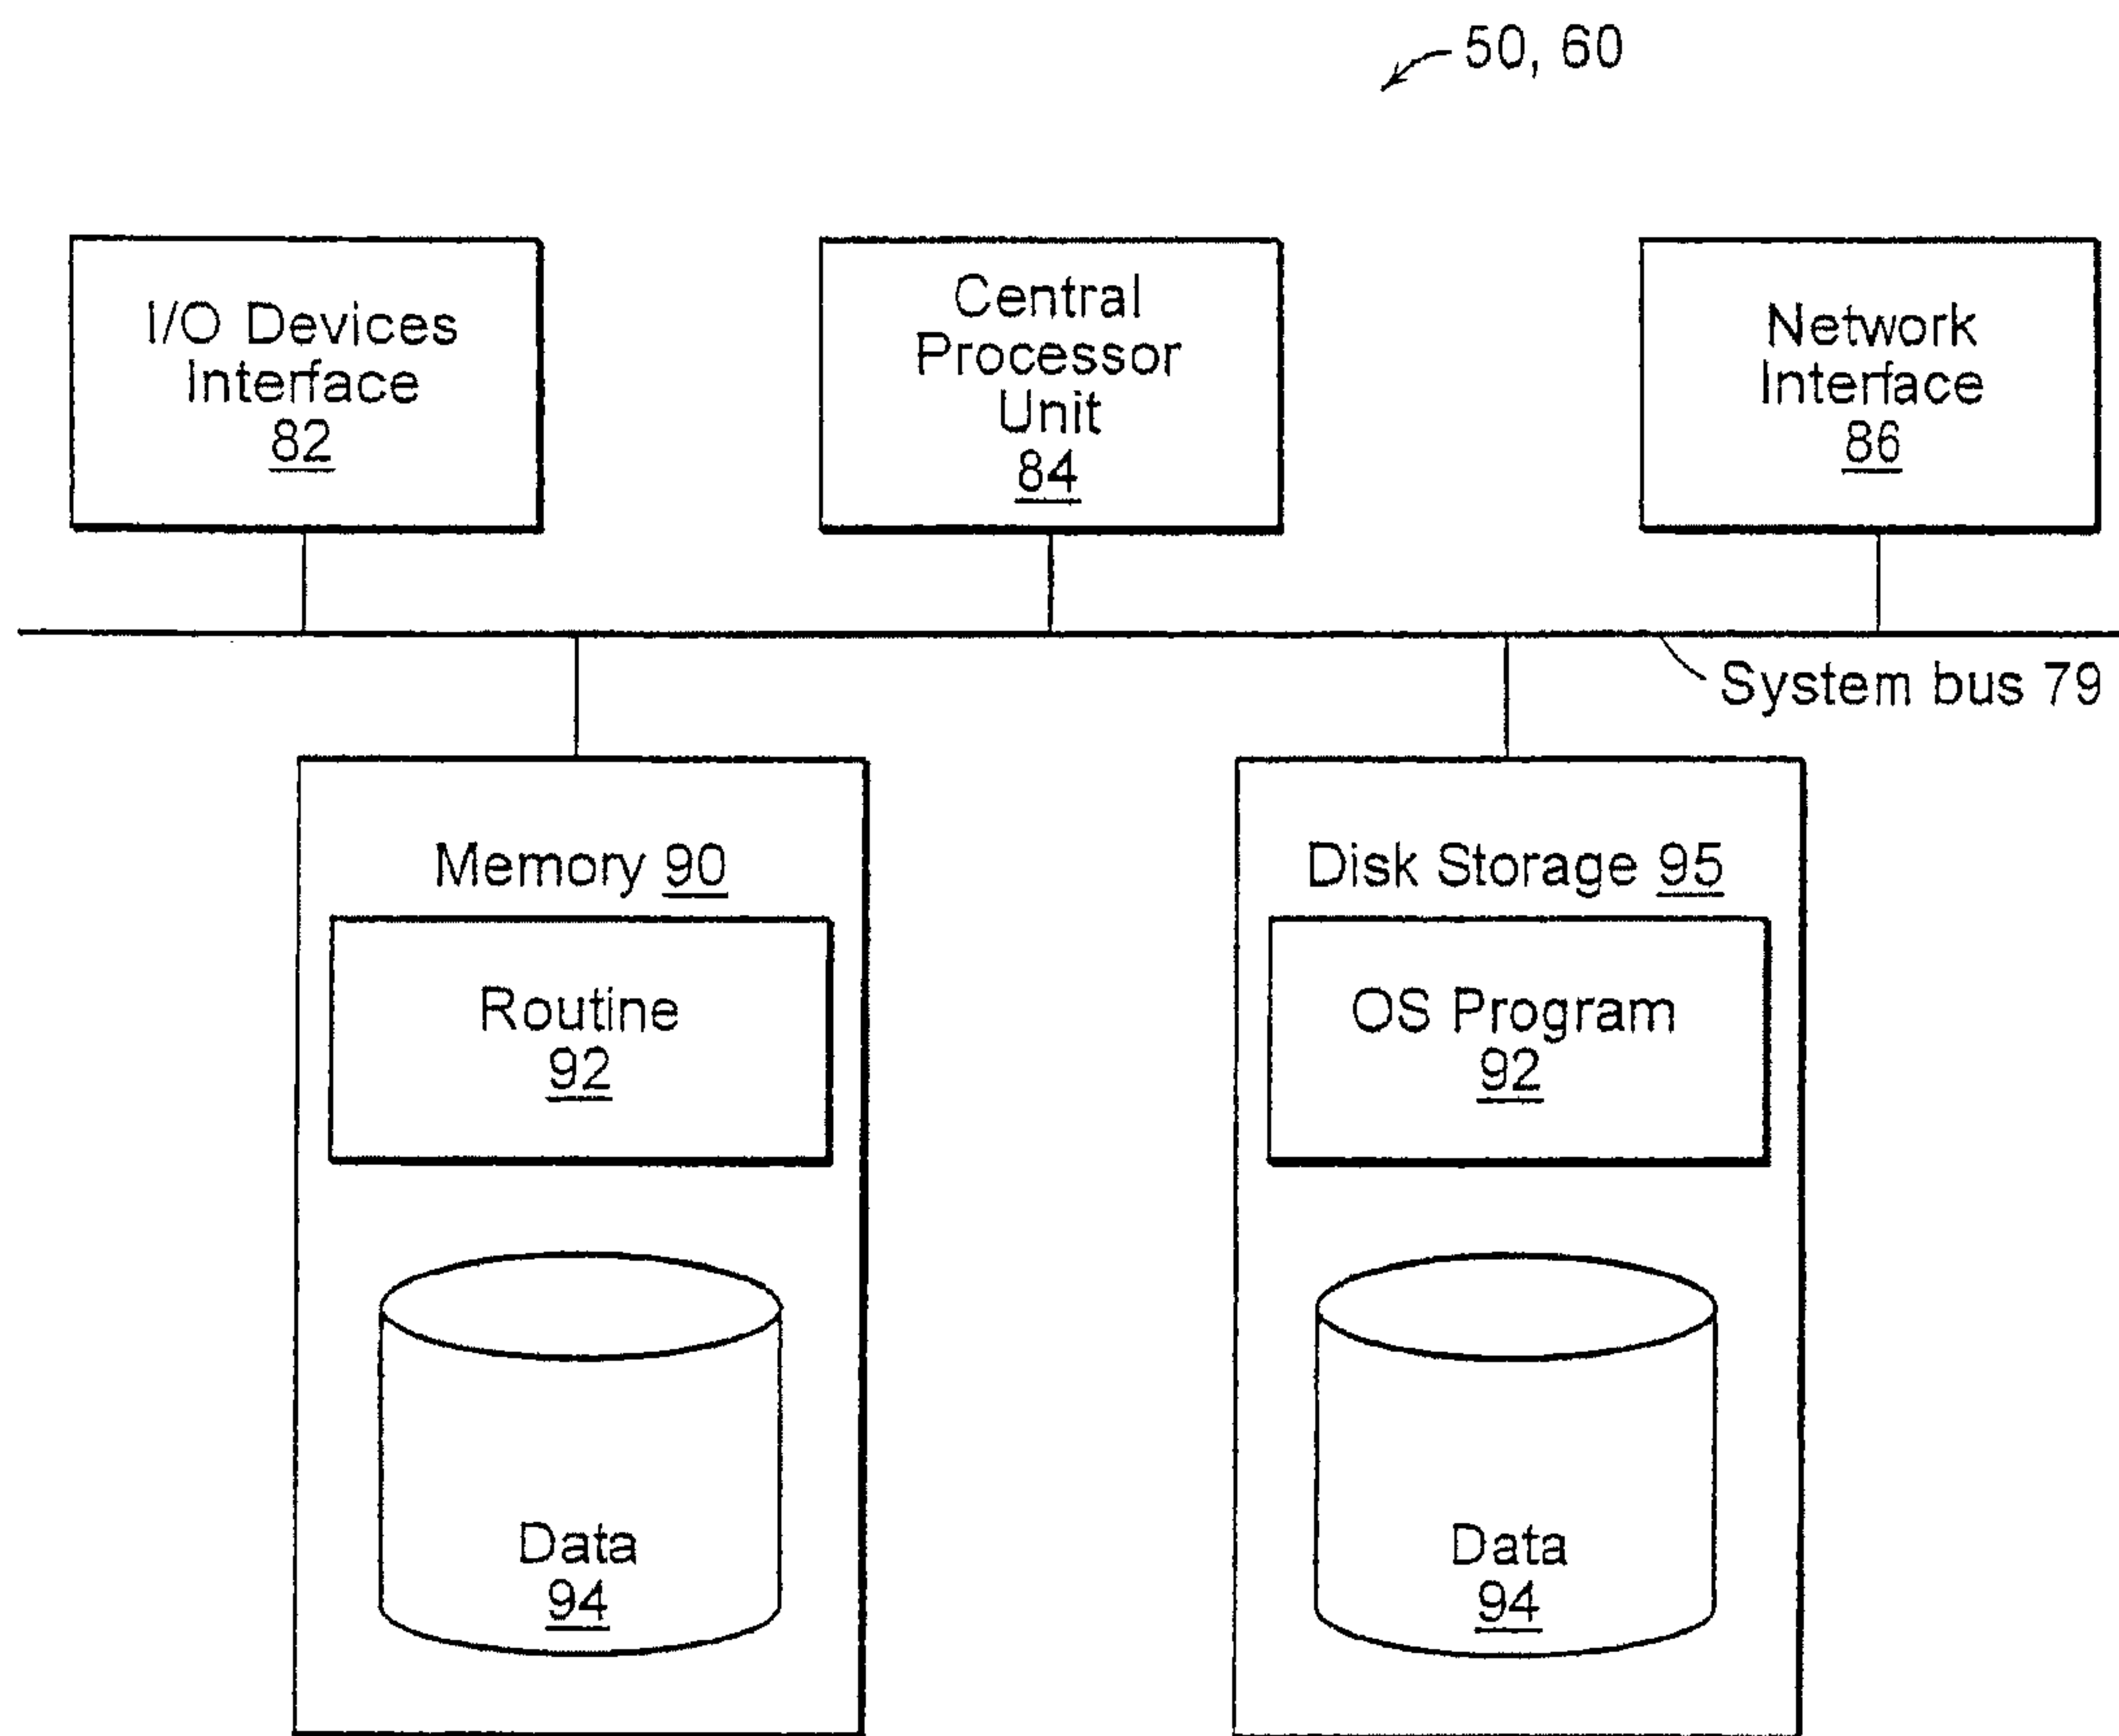 50, 60
I/O Devices
Interface
82
Central
Processor
Unit
84
Network
Interface
86
System bus 79
Memory 90
Routine
92
Data
94
Disk Storage 95
OS Program
92
Data
94